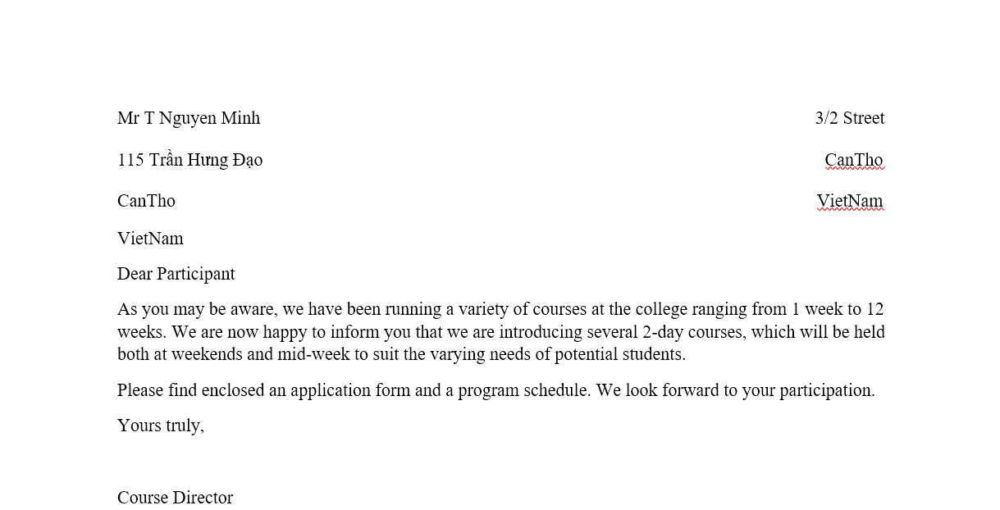 Mr T Nguyen Minh 3/2 Street
115 Trần Hưng Đạo CanTho
CanTho VietNam
VietNam
Dear Participant
As you may be aware, we have been running a variety of courses at the college ranging from 1 week to 12
weeks. We are now happy to inform you that we are introducing several 2-day courses, which will be held
both at weekends and mid-week to suit the varying needs of potential students.
Please find enclosed an application form and a program schedule. We look forward to your participation.
Yours truly,
Course Director